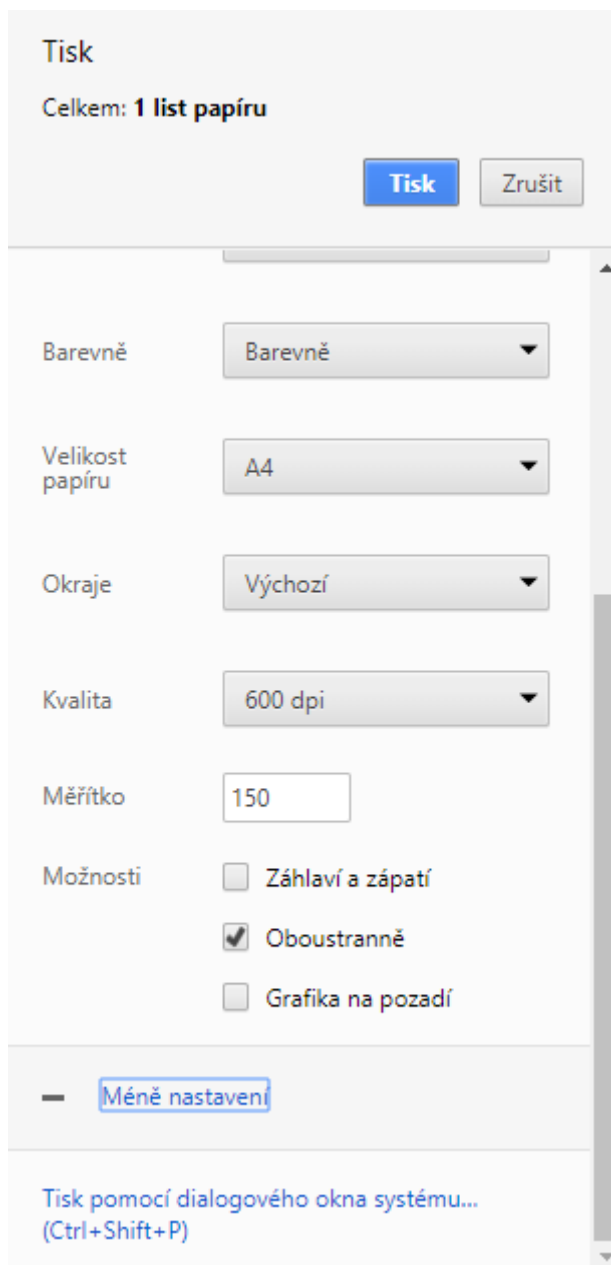 Tisk
Celkem: 1 list papíru
Tisk
Zrušit
Barevně
Barevně
Velikost
papíru
A4
Okraje
Výchozí
Kvalita
600 dpi
Měřítko
150
Možnosti
Záhlaví a zápatí
Oboustranně
Grafika na pozadí
Méně nastavení
Tisk pomocí dialogového okna systému...
(Ctrl+Shift+P)